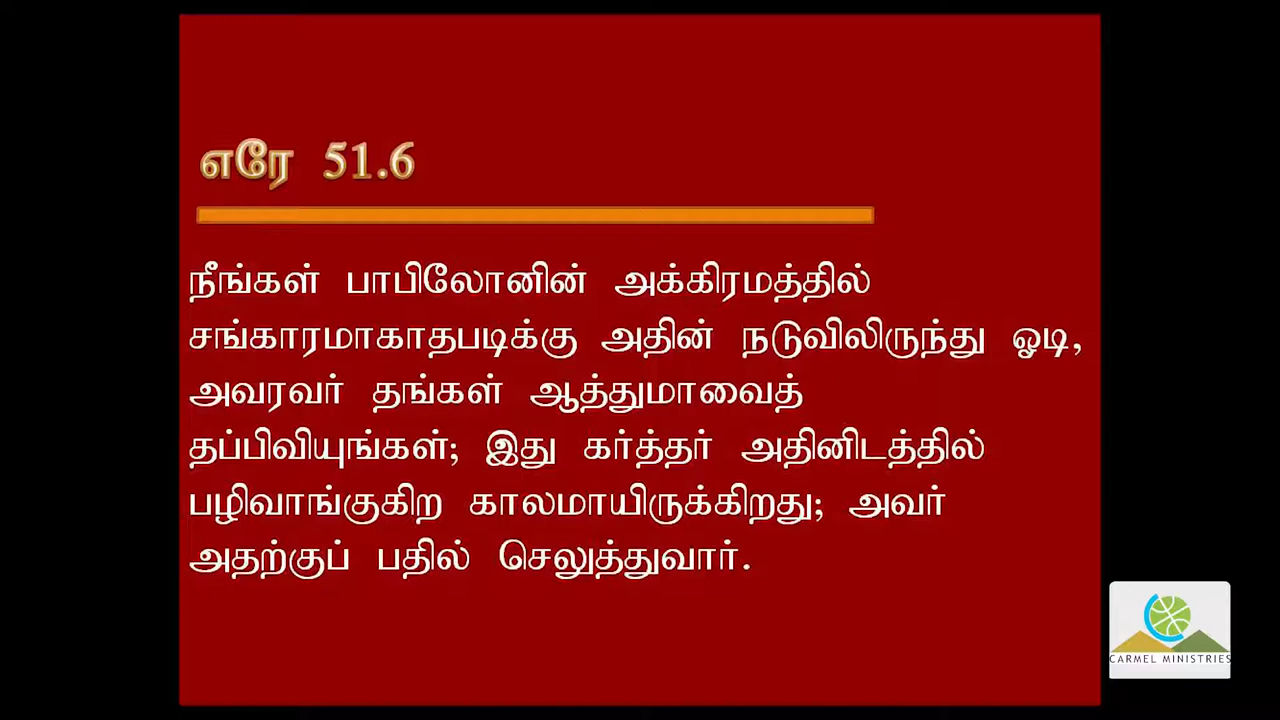 எரே 51.6
நீங்கள் பாபிலோனின் அக்கிரமத்தில்
சங்காரமாகாதபடிக்கு அதின் நடுவிலிருந்து ஓடி,
அவரவர் தங்கள் ஆத்துமாவைத்
தப்பிவியுங்கள்; இது கர்த்தர் அதினிடத்தில்
பழிவாங்குகிற காலமாயிருக்கிறது; அவர்
அதற்குப் பதில் செலுத்துவார்.
CARMEL MINISTRIES